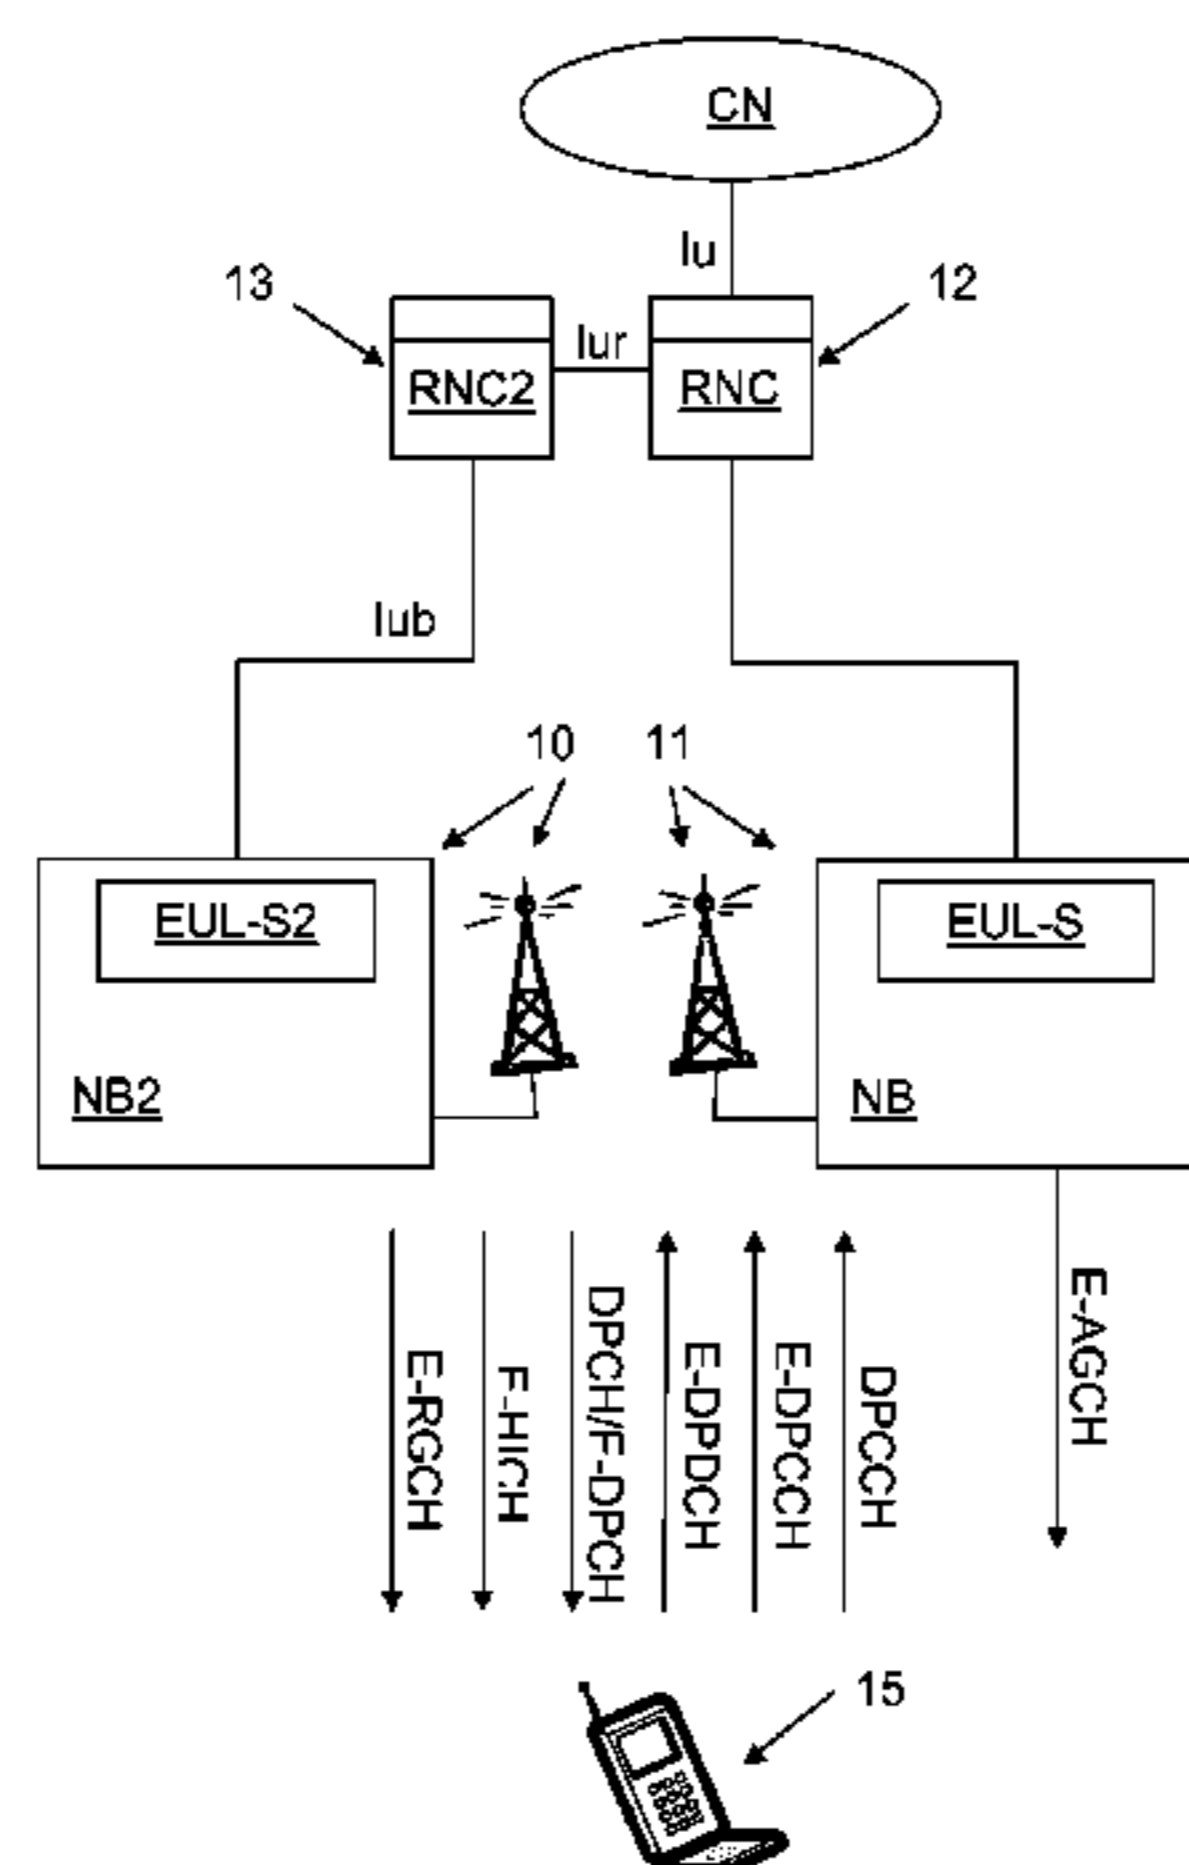 CN
Iu
13
12
Iur
RNC2
RNC
Iub
10
11
EUL-S2
EUL-S
NB2
NB
E-RGCH
F-HICH
DPCH/F-DPCH
E-DPDCH
E-DPCCH
DPCCH
E-AGCH
15